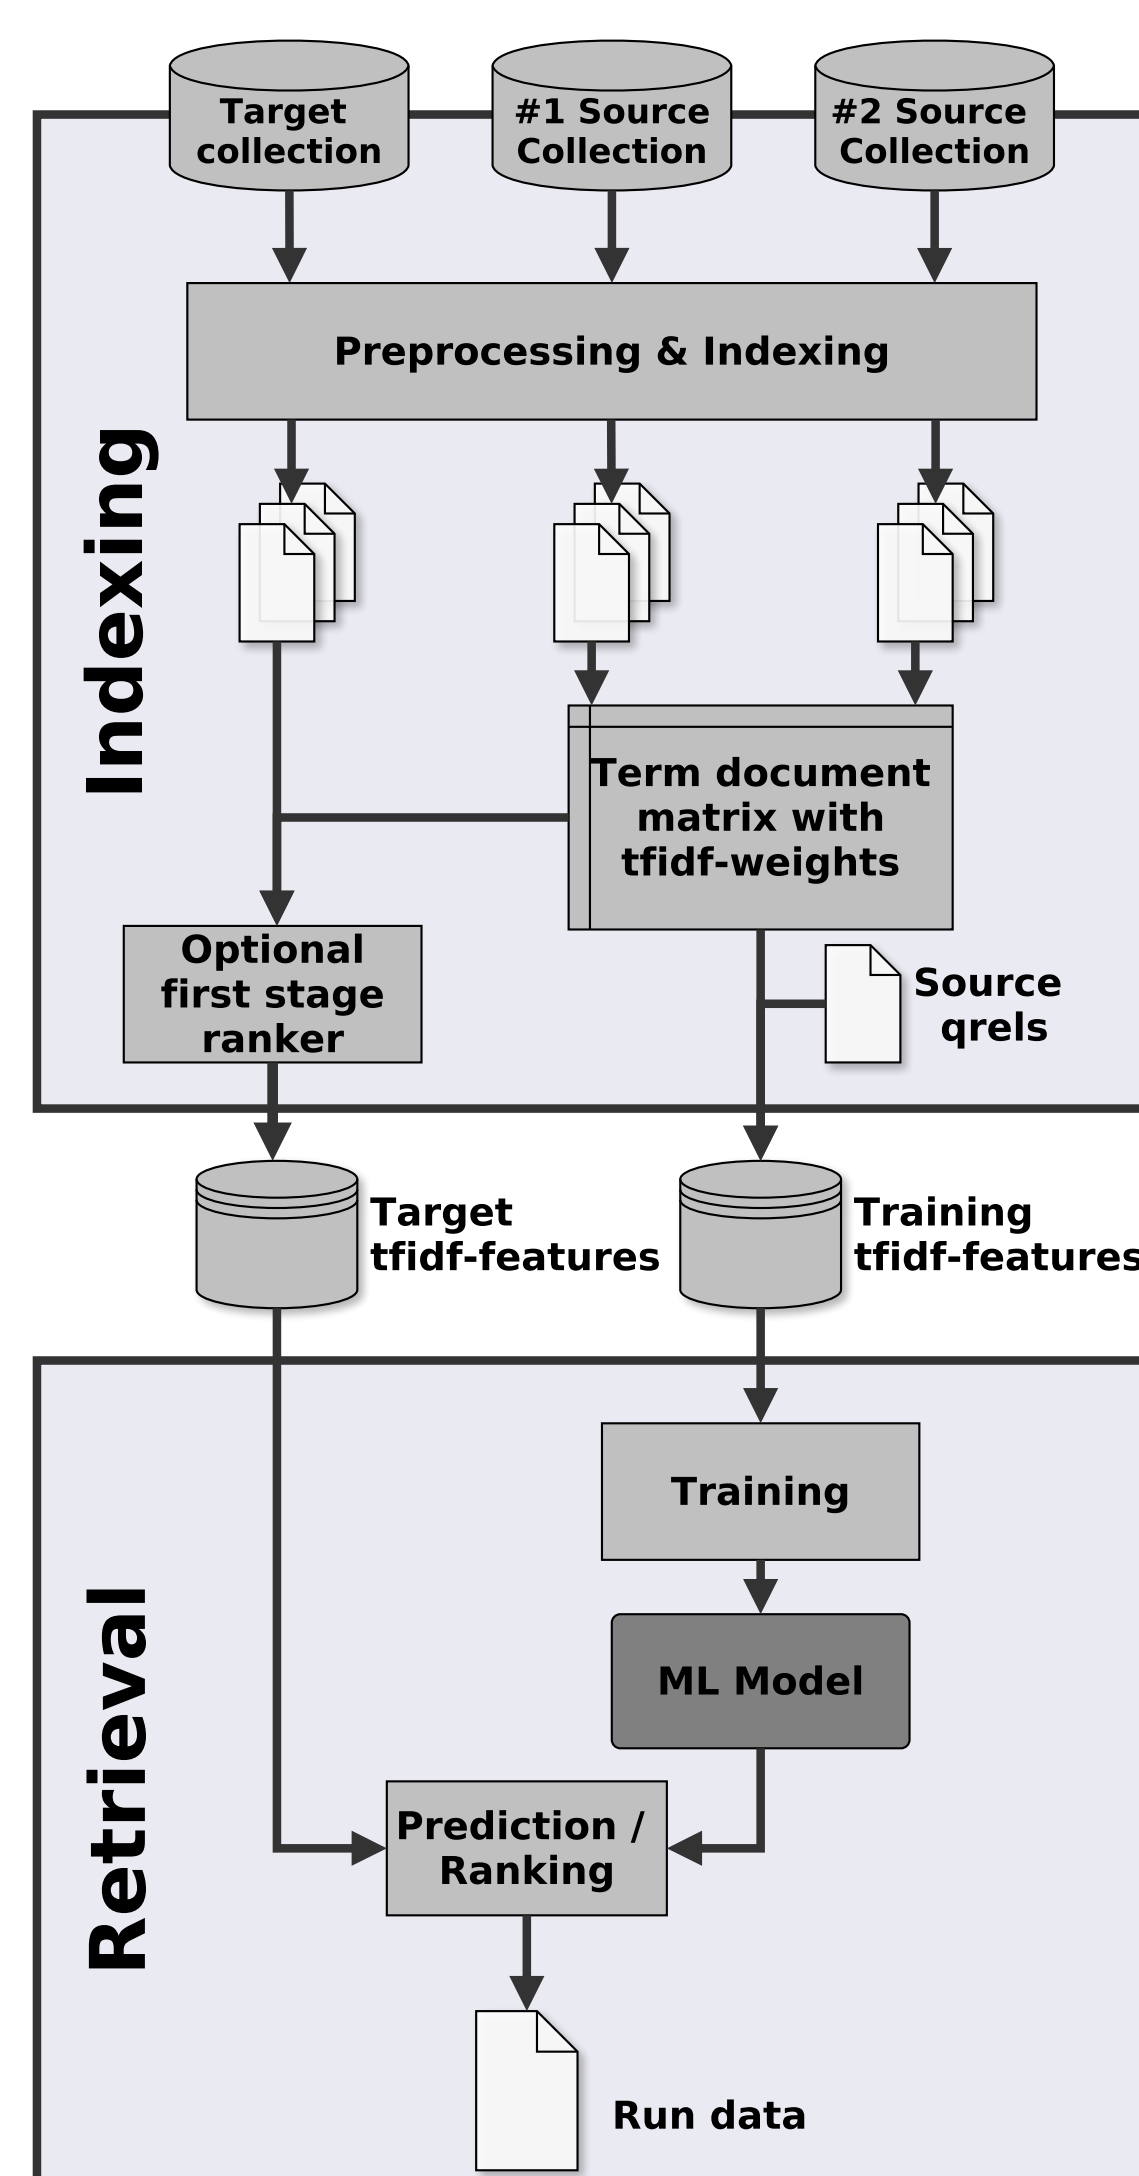 Target
collection
#1 Source
Collection
#2 Source
Collection
Preprocessing & Indexing
Indexing
Term document
matrix with
tfidf-weights
Optional
first stage
ranker
Source
qrels
Target
tfidf-features
Training
tfidf-features
Training
ML Model
Retrieval
Prediction /
Ranking
Run data